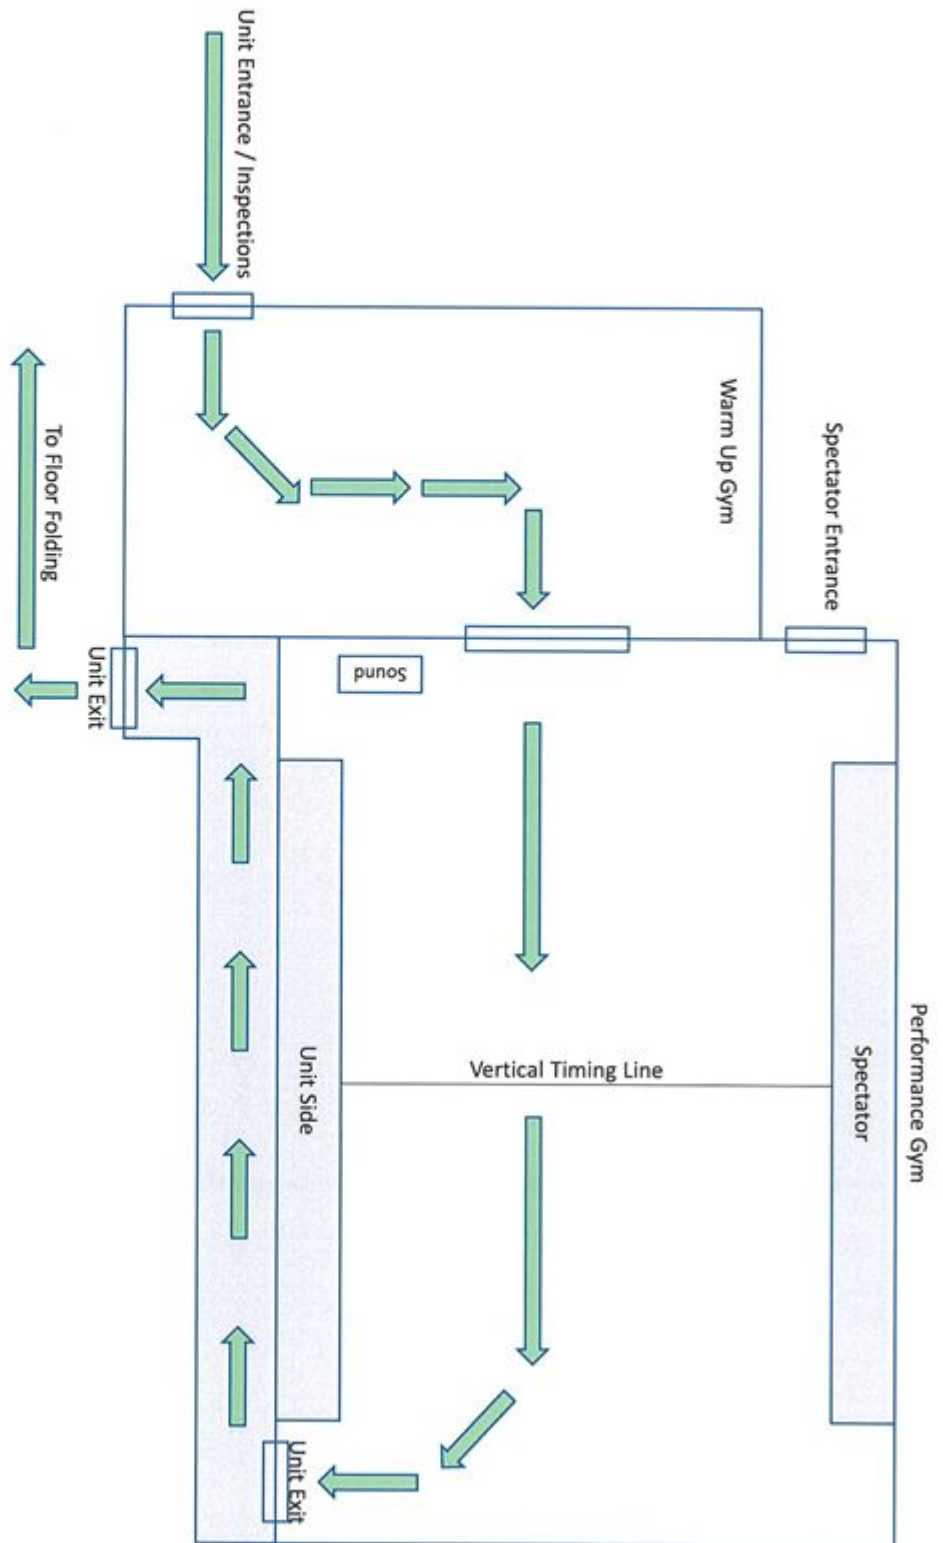 Unit Entrance / Inspections
Warm Up Gym
Spectator Entrance
To Floor Folding
Unit Exit
Sound
Performance Gym
Spectator
Vertical Timing Line
Unit Side
Unit Exit